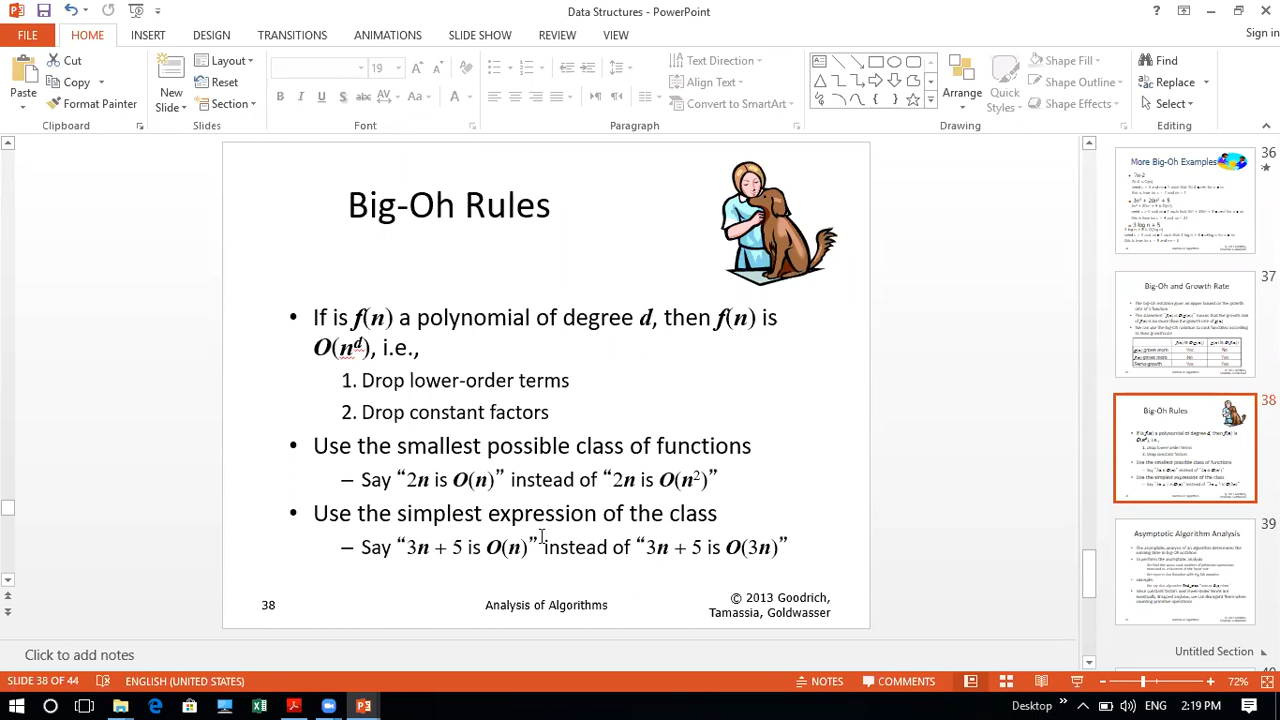 Data Structures - PowerPoint
Sign in
FILE HOME INSERT DESIGN TRANSITIONS ANIMATIONS SLIDE SHOW REVIEW VIEW
Paste
Cut
Copy
Format Painter
Clipboard
New
Slide
Layout
Reset
Section
Slides
Font
Text Direction
Align Text
Convert to SmartArt
Paragraph
Arrange
Quick
Styles
Shape Fill
Shape Outline
Shape Effects
Drawing
Find
Replace
Select
Editing
Big-Oh Rules
• If is f(n) a polynomial of degree d, then f(n) is
O(nᵈ), i.e.,
1. Drop lower-order terms
2. Drop constant factors
• Use the smallest possible class of functions
– Say “2n is O(n)” instead of “2n is O(n²)”
• Use the simplest expression of the class
– Say “3n + 5 is O(n)” instead of “3n + 5 is O(3n)”
38
Analysis of Algorithms
© 2013 Goodrich,
Tamassia, Goldwasser
36
More Big-Oh Examples
37
Big-Oh and Growth Rate
38
Big-Oh Rules
39
Asymptotic Algorithm Analysis
Untitled Section
Click to add notes
SLIDE 38 OF 44 ENGLISH (UNITED STATES) NOTES COMMENTS 72%
Desktop ENG 2:19 PM